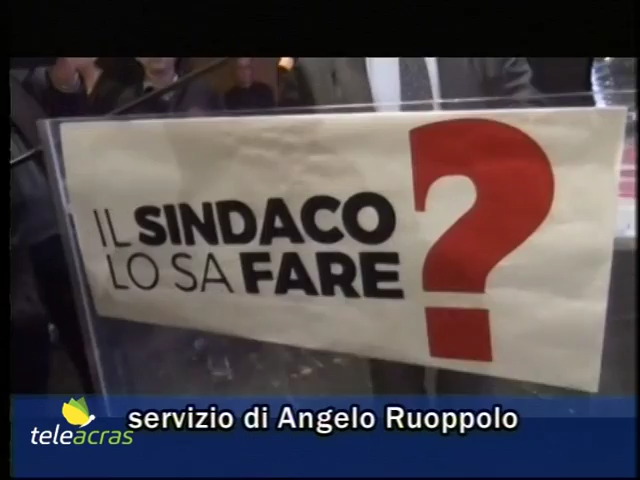 IL SINDACO
LO SA FARE?
servizio di Angelo Ruoppolo
teleacras